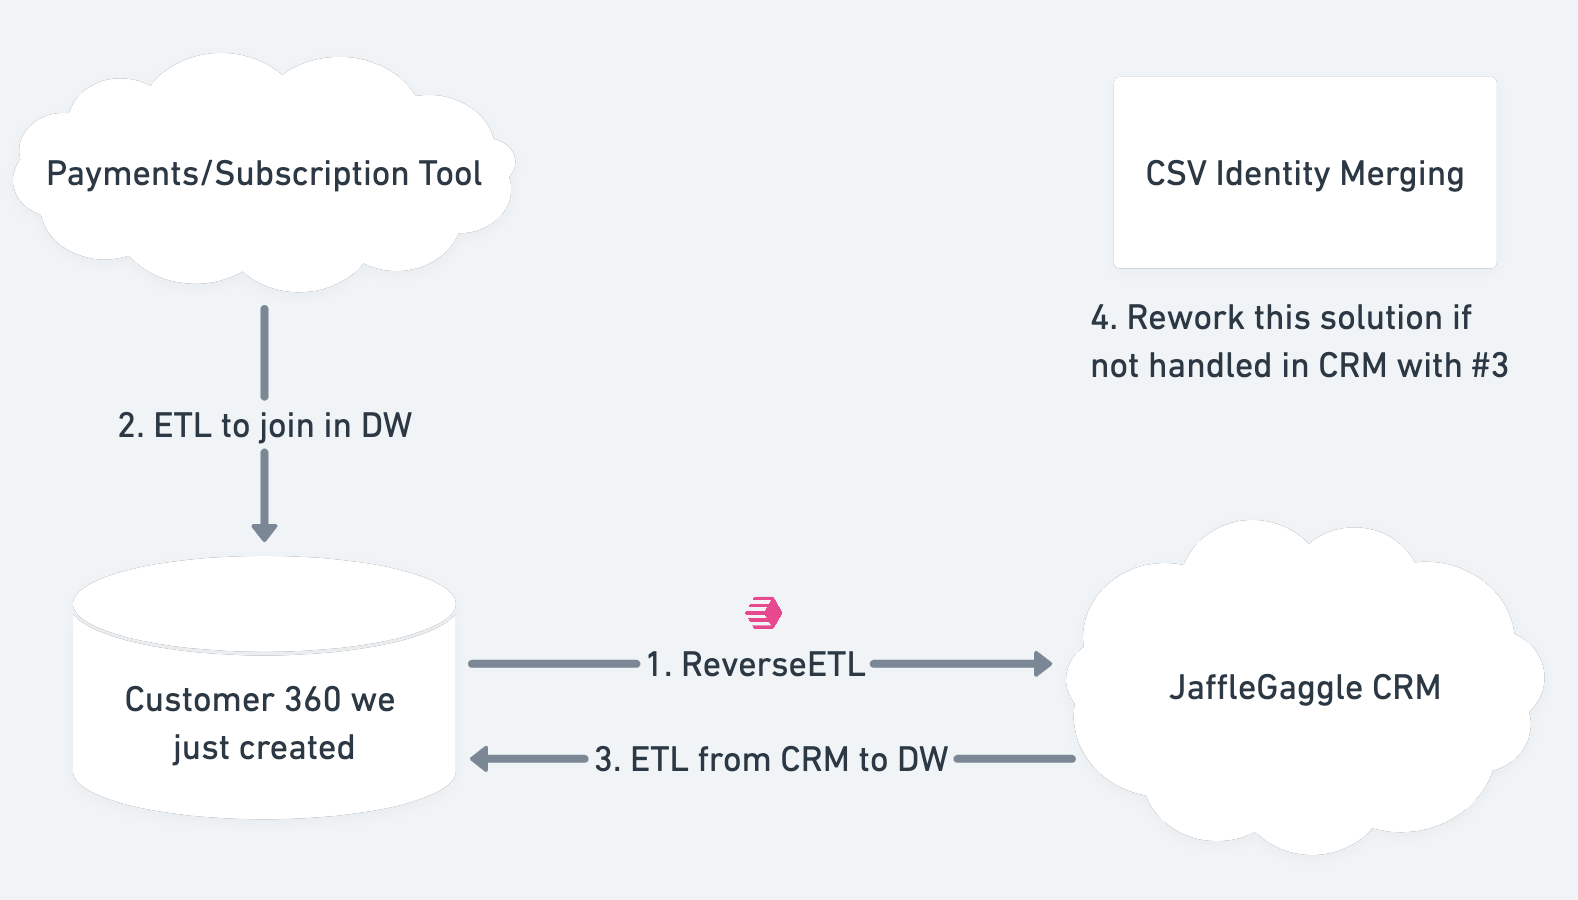 Payments/Subscription Tool
CSV Identity Merging
4. Rework this solution if
not handled in CRM with #3
2. ETL to join in DW
Customer 360 we
just created
1. ReverseETL
3. ETL from CRM to DW
JaffleGaggle CRM